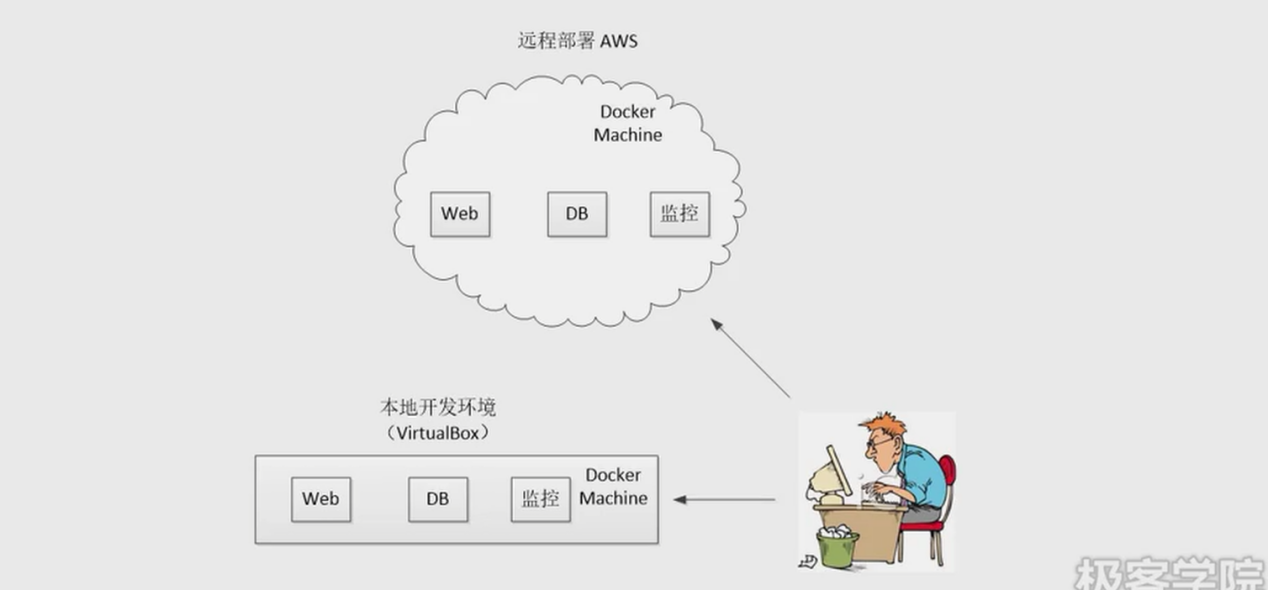 远程部署 AWS
Docker
Machine
Web
DB
监控
本地开发环境
（VirtualBox）
Web
DB
监控
Docker
Machine
极客学院